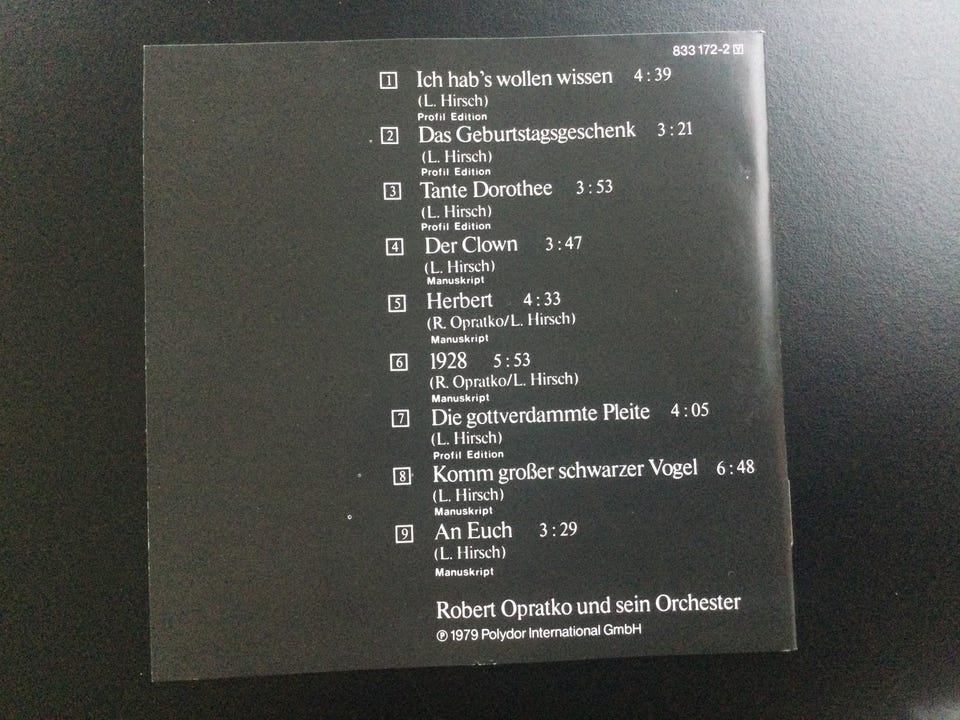 833 172-2 Y
1 Ich hab's wollen wissen 4:39
(L. Hirsch)
Profil Edition
2 Das Geburtstagsgeschenk 3:21
(L. Hirsch)
Profil Edition
3 Tante Dorothee 3:53
(L. Hirsch)
Profil Edition
4 Der Clown 3:47
(L. Hirsch)
Manuskript
5 Herbert 4:33
(R. Opratko/L. Hirsch)
Manuskript
6 1928 5:53
(R. Opratko/L. Hirsch)
Manuskript
7 Die gottverdammte Pleite 4:05
(L. Hirsch)
Profil Edition
8 Komm großer schwarzer Vogel 6:48
(L. Hirsch)
Manuskript
9 An Euch 3:29
(L. Hirsch)
Manuskript
Robert Opratko und sein Orchester
℗ 1979 Polydor International GmbH